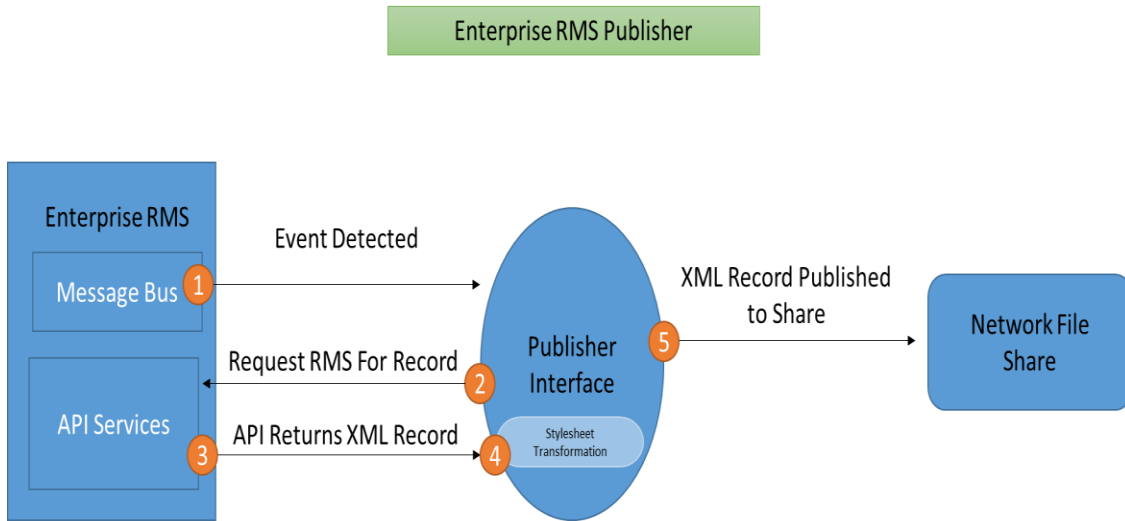 Enterprise RMS Publisher
Enterprise RMS
Message Bus
1
Event Detected
Request RMS For Record
2
API Services
3
API Returns XML Record
4
Publisher
Interface
Stylesheet
Transformation
5
XML Record Published
to Share
Network File
Share